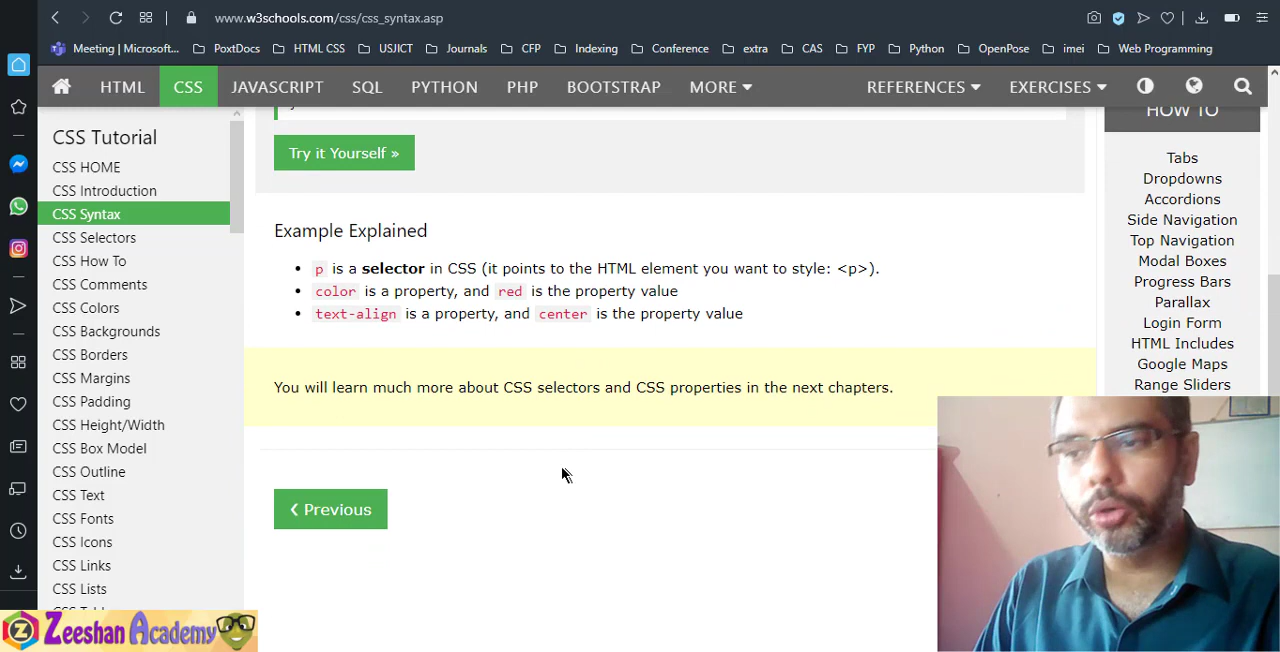 www.w3schools.com/css/css_syntax.asp
Meeting | Microsoft... PoxtDocs HTML CSS USJICT Journals CFP Indexing Conference extra CAS FYP Python OpenPose imei Web Programming
HTML CSS JAVASCRIPT SQL PYTHON PHP BOOTSTRAP MORE REFERENCES EXERCISES
CSS Tutorial
CSS HOME
CSS Introduction
CSS Syntax
CSS Selectors
CSS How To
CSS Comments
CSS Colors
CSS Backgrounds
CSS Borders
CSS Margins
CSS Padding
CSS Height/Width
CSS Box Model
CSS Outline
CSS Text
CSS Fonts
CSS Icons
CSS Links
CSS Lists
Try it Yourself »
Example Explained
• p is a selector in CSS (it points to the HTML element you want to style: <p>).
• color is a property, and red is the property value
• text-align is a property, and center is the property value
You will learn much more about CSS selectors and CSS properties in the next chapters.
❮ Previous
HOW TO
Tabs
Dropdowns
Accordions
Side Navigation
Top Navigation
Modal Boxes
Progress Bars
Parallax
Login Form
HTML Includes
Google Maps
Range Sliders
Z Zeeshan Academy